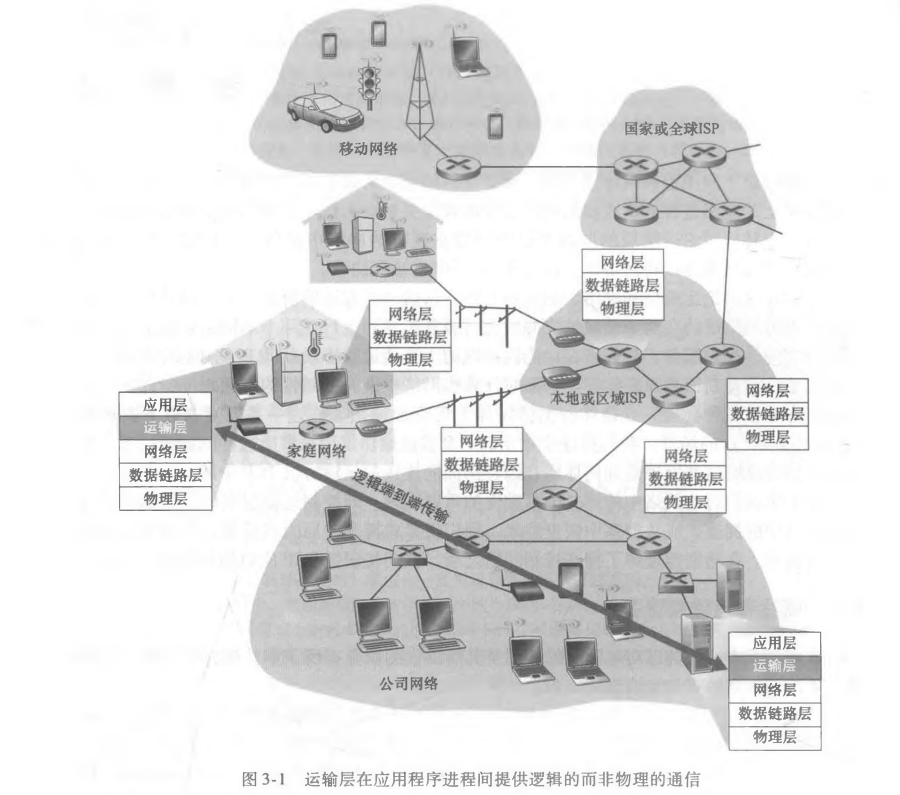 国家或全球ISP
移动网络
网络层
数据链路层
物理层
网络层
数据链路层
物理层
本地或区域ISP
网络层
数据链路层
物理层
应用层
运输层
网络层
数据链路层
物理层
家庭网络
网络层
数据链路层
物理层
网络层
数据链路层
物理层
逻辑端到端传输
公司网络
应用层
运输层
网络层
数据链路层
物理层
图 3-1 运输层在应用程序进程间提供逻辑的而非物理的通信